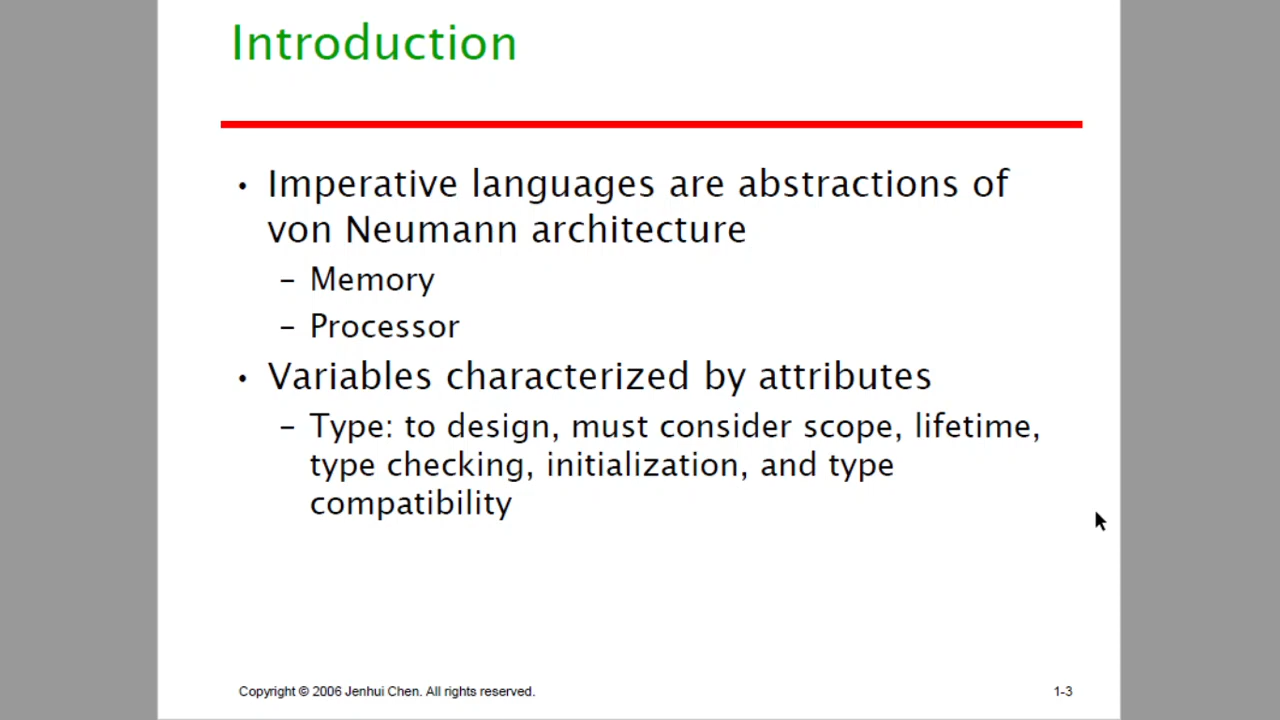 Introduction
• Imperative languages are abstractions of
von Neumann architecture
– Memory
– Processor
• Variables characterized by attributes
– Type: to design, must consider scope, lifetime,
type checking, initialization, and type
compatibility
Copyright © 2006 Jenhui Chen. All rights reserved.
1-3